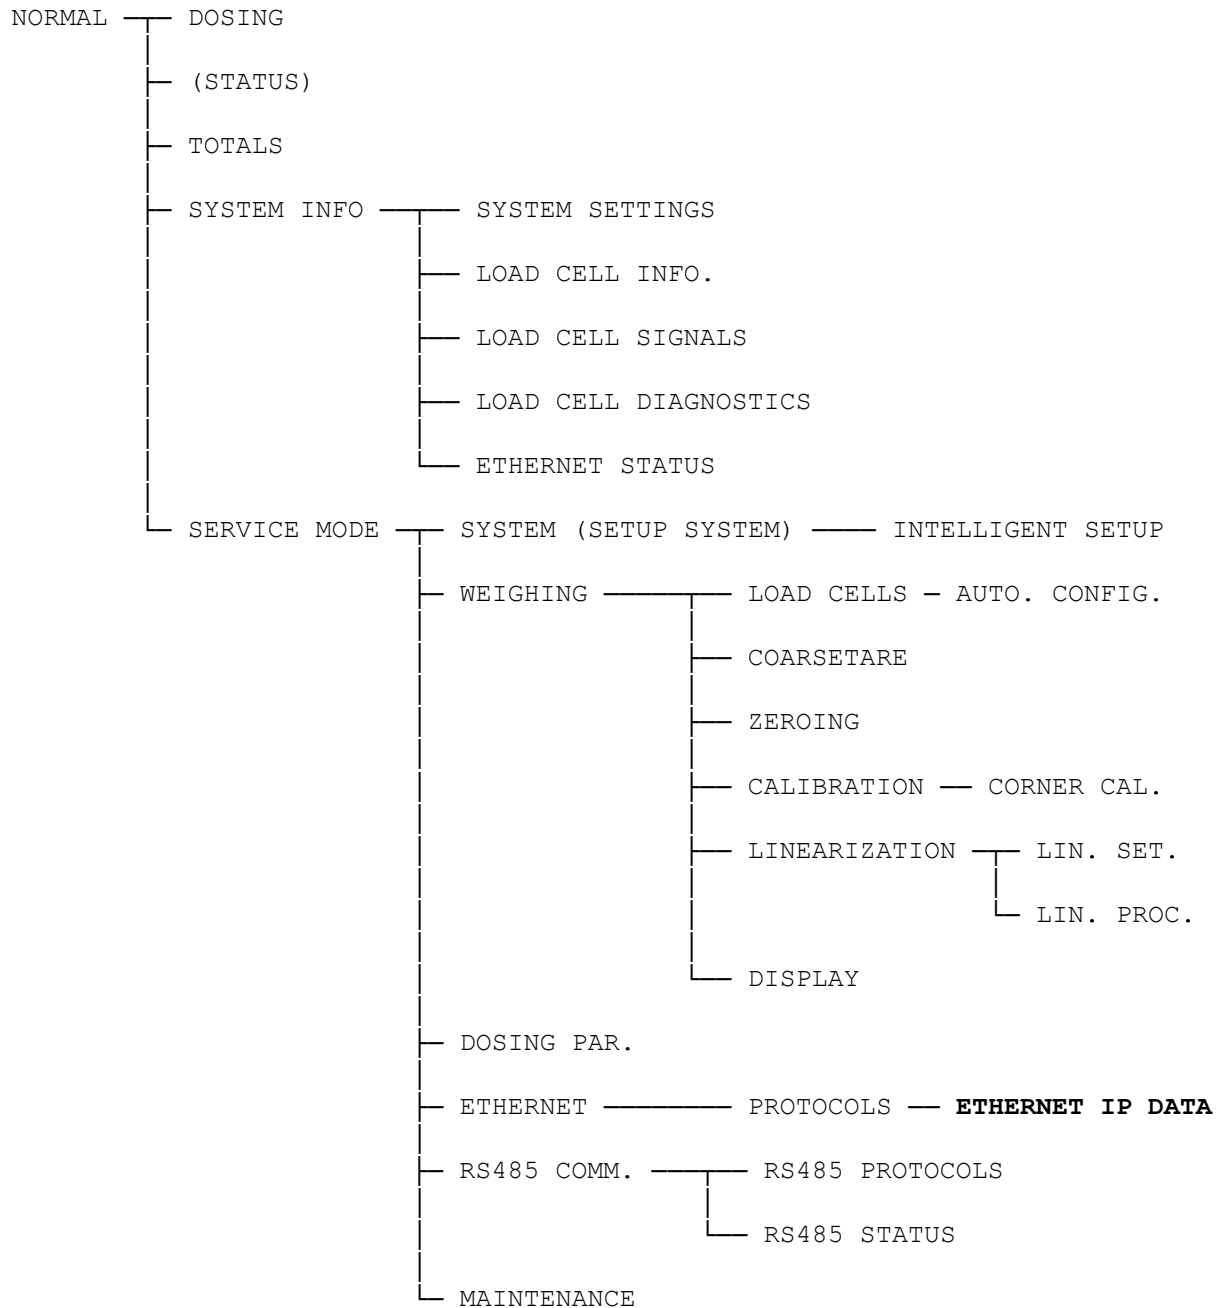 NORMAL DOSING
(STATUS)
TOTALS
SYSTEM INFO SYSTEM SETTINGS
LOAD CELL INFO.
LOAD CELL SIGNALS
LOAD CELL DIAGNOSTICS
ETHERNET STATUS
SERVICE MODE SYSTEM (SETUP SYSTEM) INTELLIGENT SETUP
WEIGHING LOAD CELLS AUTO. CONFIG.
COARSETARE
ZEROING
CALIBRATION CORNER CAL.
LINEARIZATION LIN. SET.
LIN. PROC.
DISPLAY
DOSING PAR.
ETHERNET PROTOCOLS ETHERNET IP DATA
RS485 COMM. RS485 PROTOCOLS
RS485 STATUS
MAINTENANCE